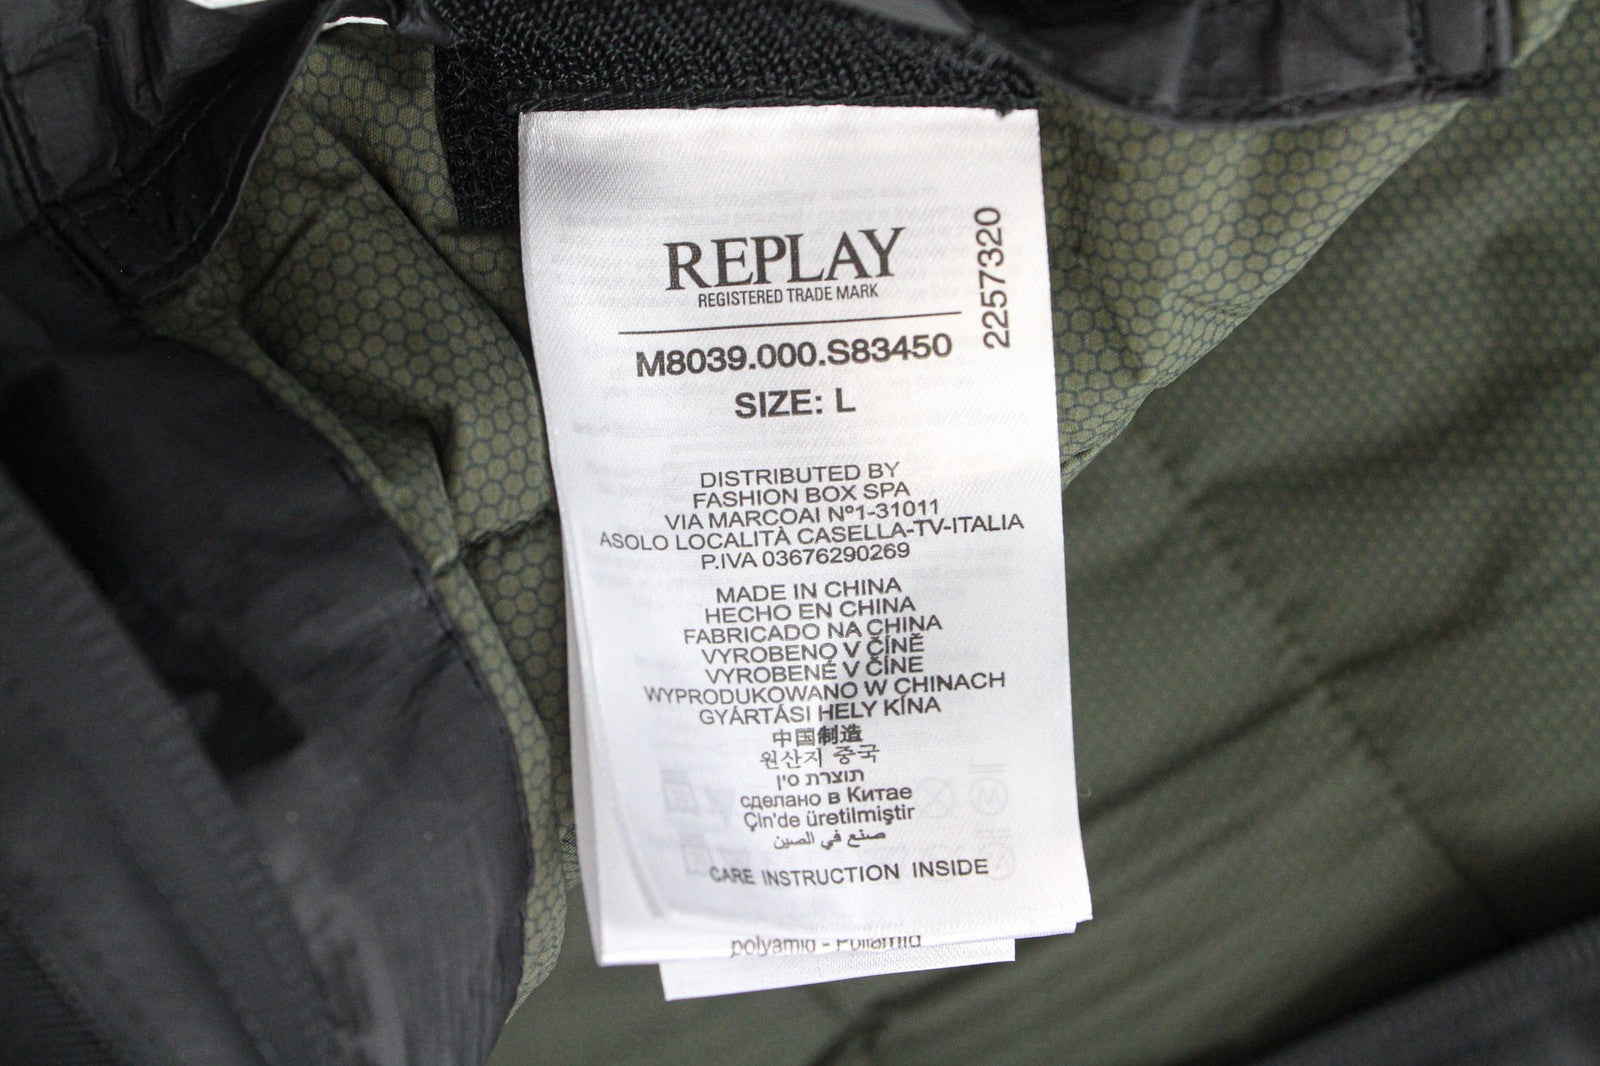 REPLAY
REGISTERED TRADE MARK
22573320
M8039.000.S83450
SIZE: L
DISTRIBUTED BY
FASHION BOX SPA
VIA MARCOAI Nº1-31011
ASOLO LOCALITÀ CASELLA-TV-ITALIA
P.IVA 03676290269
MADE IN CHINA
HECHO EN CHINA
FABRICADO NA CHINA
VYROBENO V ČÍNĚ
VYROBENÉ V ČÍNE
WYPRODUKOWANO W CHINACH
GYÁRTÁSI HELY KÍNA
中国制造
원산지 중국
תוצרת סין
сделано в Китае
Çin'de üretilmiştir
صنع في الصين
CARE INSTRUCTION INSIDE
polyamid - Poliamid